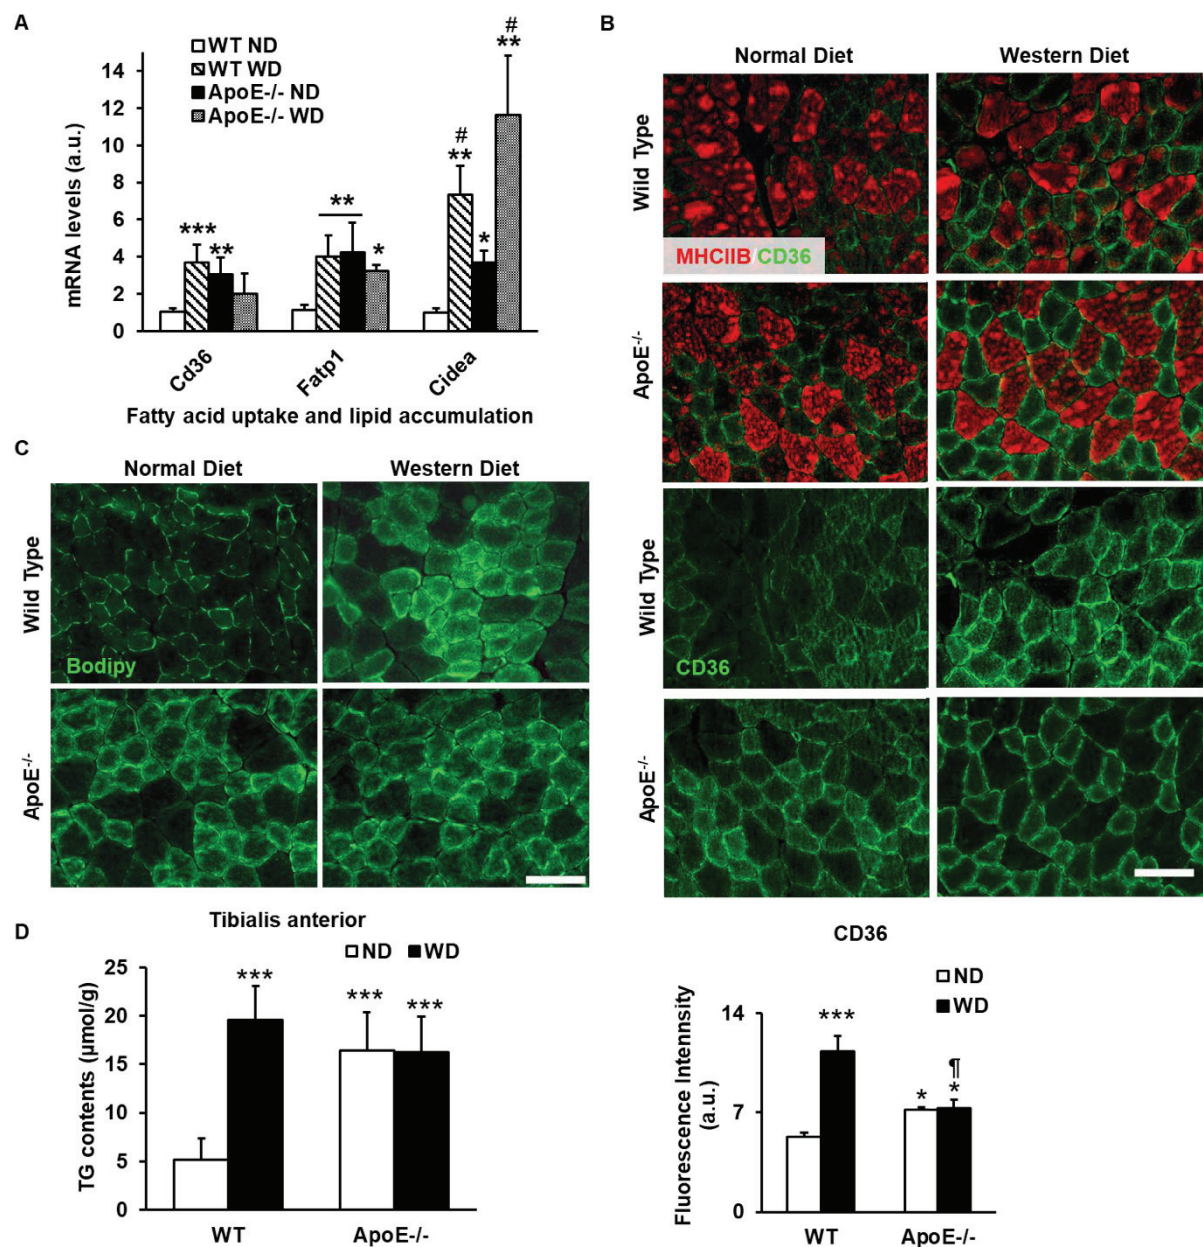 A
WT ND
WT WD
ApoE-/- ND
ApoE-/- WD
mRNA levels (a.u.)
14
12
10
8
6
4
2
0
***
**
**
*
#
**
*
#
**
Cd36
Fatp1
Cidea
Fatty acid uptake and lipid accumulation
B
Normal Diet
Western Diet
Wild Type
MHCIIB/CD36
ApoE-/-
Wild Type
CD36
ApoE-/-
C
Normal Diet
Western Diet
Wild Type
Bodipy
ApoE-/-
D
Tibialis anterior
ND
WD
TG contents (µmol/g)
25
20
15
10
5
0
***
***
***
WT
ApoE-/-
CD36
ND
WD
Fluorescence Intennsity
(a.u.)
14
7
0
***
*
¶
*
WT
ApoE-/-